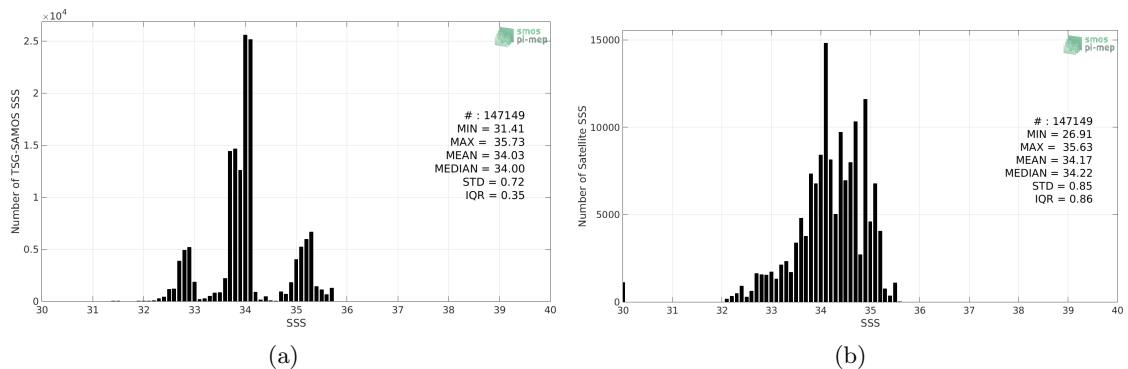 ×10⁴
2.5
2
1.5
1
0.5
0
Number of TSG-SAMOS SSS
30 31 32 33 34 35 36 37 38 39 40
SSS
smos
pi-mep
# : 147149
MIN = 31.41
MAX = 35.73
MEAN = 34.03
MEDIAN = 34.00
STD = 0.72
IQR = 0.35
(a)
15000
10000
5000
0
Number of Satellite SSS
30 31 32 33 34 35 36 37 38 39 40
SSS
smos
pi-mep
# : 147149
MIN = 26.91
MAX = 35.63
MEAN = 34.17
MEDIAN = 34.22
STD = 0.85
IQR = 0.86
(b)